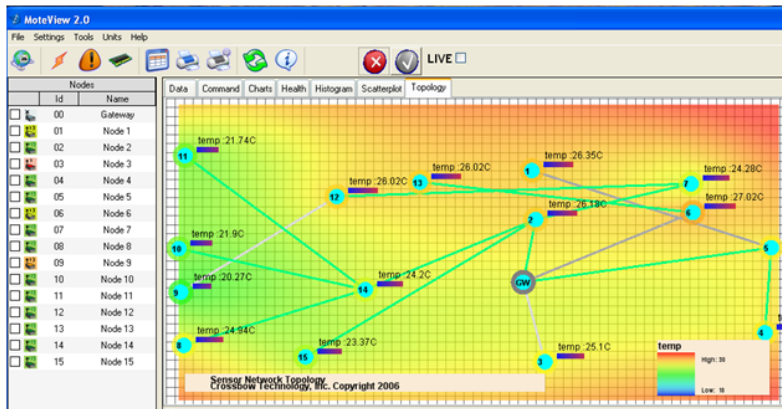 MoteView 2.0
File Settings Tools Units Help
LIVE
Nodes
Id Name
00 Gateway
01 Node 1
02 Node 2
03 Node 3
04 Node 4
05 Node 5
06 Node 6
07 Node 7
08 Node 8
09 Node 9
10 Node 10
11 Node 11
12 Node 12
13 Node 13
14 Node 14
15 Node 15
Data Command Charts Health Histogram Scatterplot Topology
temp :21.74C
11
temp :26.02C
12
temp :26.02C
13
temp :26.35C
1
temp :24.28C
7
temp :27.02C
6
temp :26.18C
2
temp :21.9C
10
temp :20.27C
9
temp :24.2C
14
GW
5
temp :24.94C
8
temp :23.37C
15
temp :25.1C
3
4
temp
High: 30
Low: 18
Sensor Network Topology
Crossbow Technology, Inc. Copyright 2006